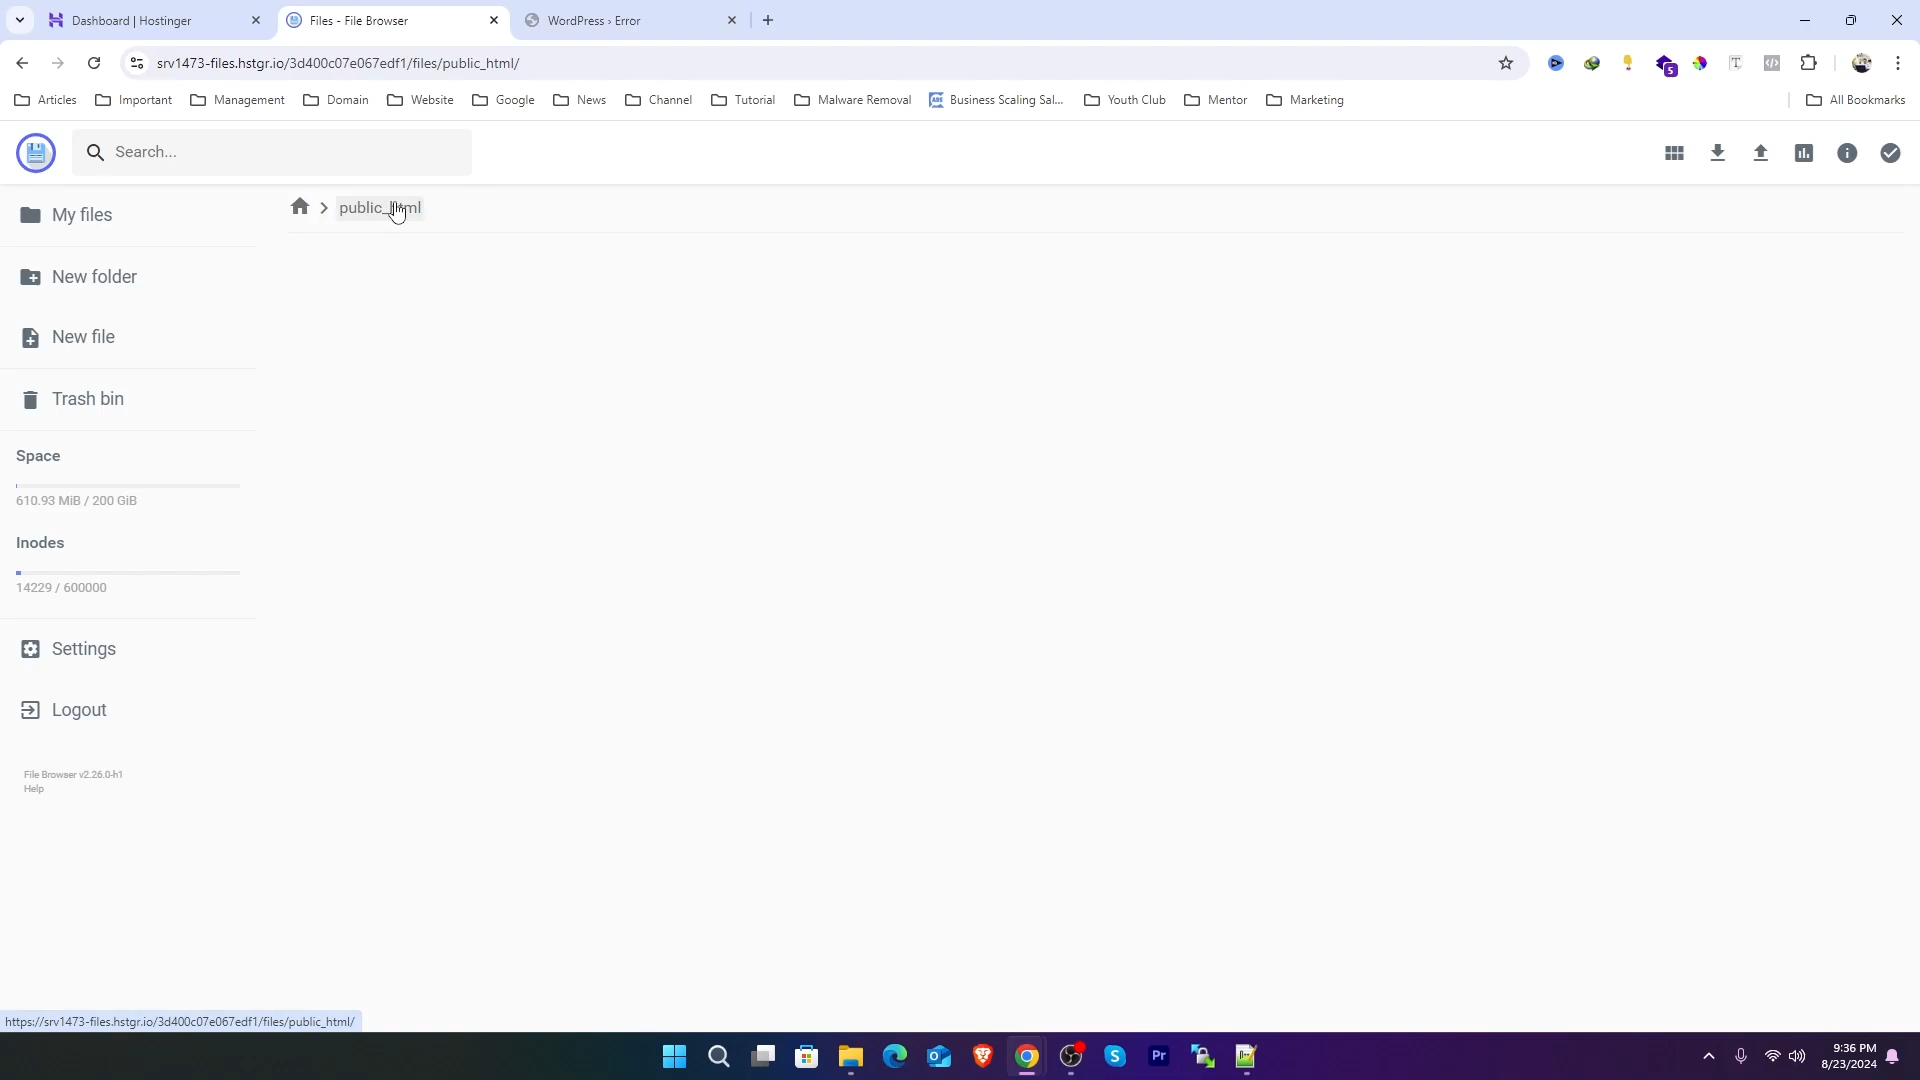 Dashboard | Hostinger
Files - File Browser
WordPress › Error
srv1473-files.hstgr.io/3d400c07e067edf1/files/public_html/
Articles
Important
Management
Domain
Website
Google
News
Channel
Tutorial
Malware Removal
Business Scaling Sal...
Youth Club
Mentor
Marketing
All Bookmarks
Search...
My files
public_html
New folder
New file
Trash bin
Space
610.93 MiB / 200 GiB
Inodes
14229 / 600000
Settings
Logout
File Browser v2.26.0-h1
Help
https://srv1473-files.hstgr.io/3d400c07e067edf1/files/public_html/
9:36 PM
8/23/2024